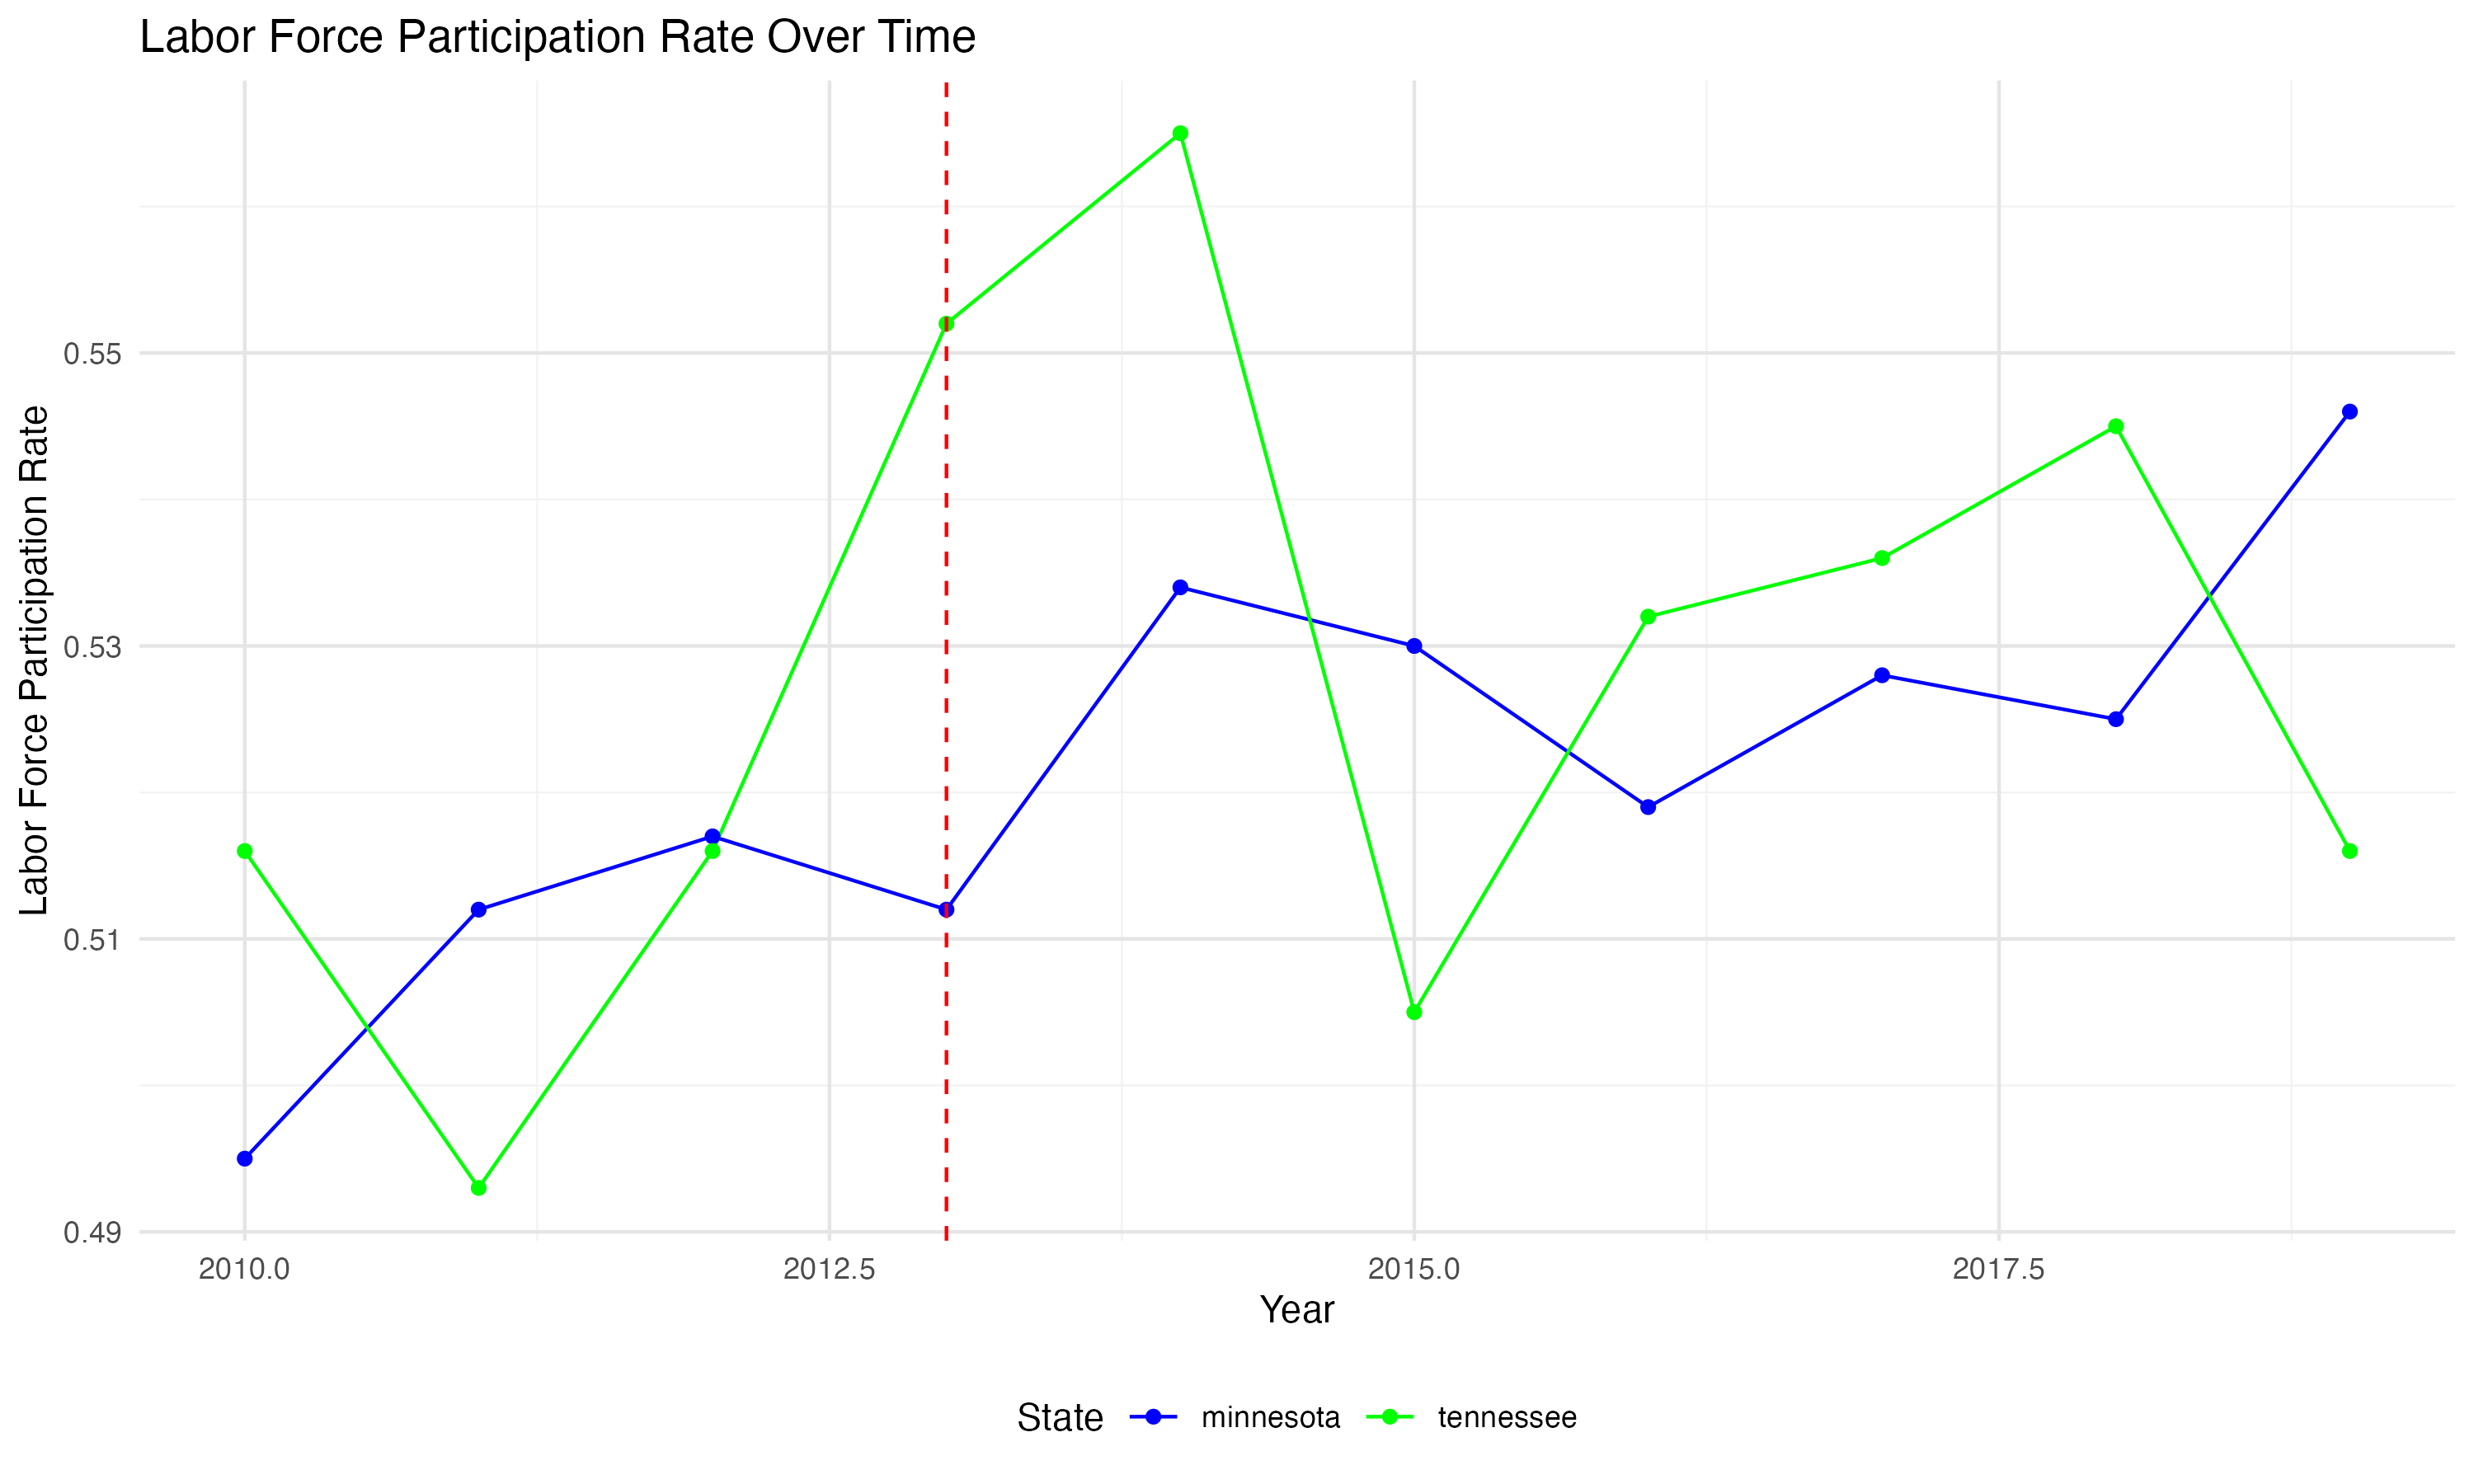 Labor Force Participation Rate Over Time
Labor Force Participation Rate
0.55
0.53
0.51
0.49
2010.0 2012.5 2015.0 2017.5
Year
State minnesota tennessee